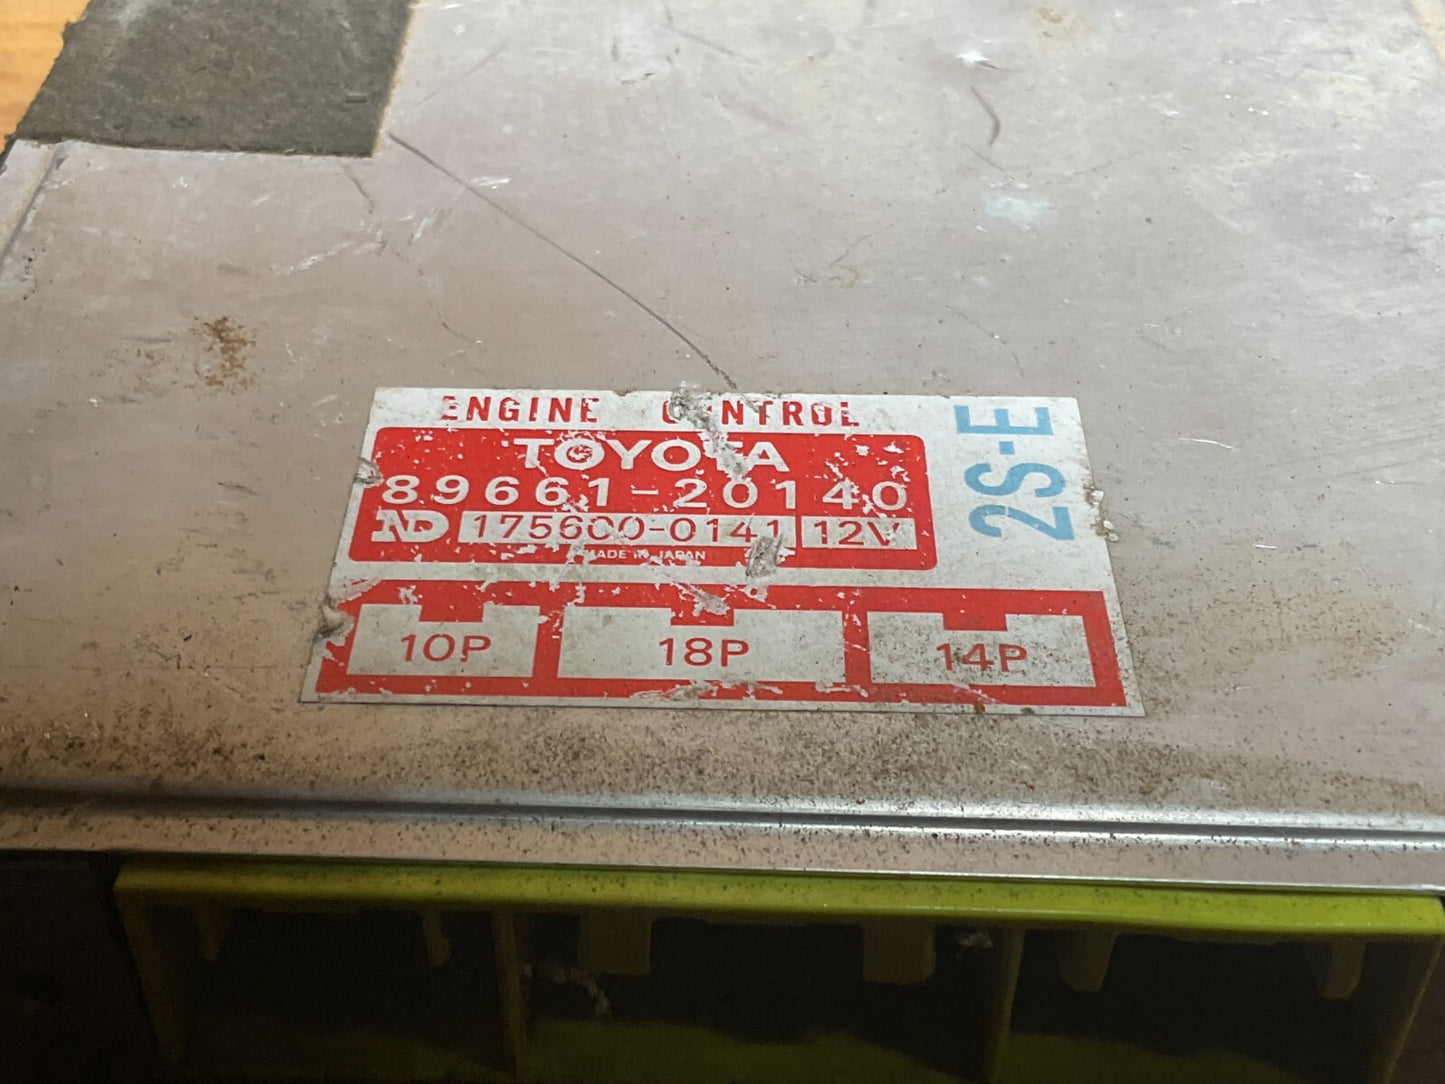 ENGINE CONTROL
TOYOTA
89661-20140
ND 175600-0141 12V
MADE IN JAPAN
2S-E
10P 18P 14P